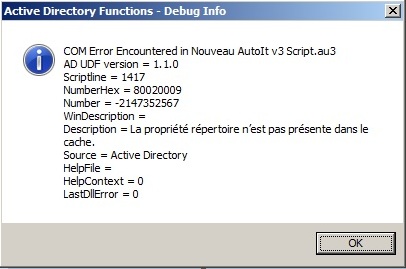 Active Directory Functions - Debug Info
COM Error Encountered in Nouveau AutoIt v3 Script.au3
AD UDF version = 1.1.0
Scriptline = 1417
NumberHex = 80020009
Number = -2147352567
WinDescription =
Description = La propriété répertoire n'est pas présente dans le
cache.
Source = Active Directory
HelpFile =
HelpContext = 0
LastDllError = 0
OK